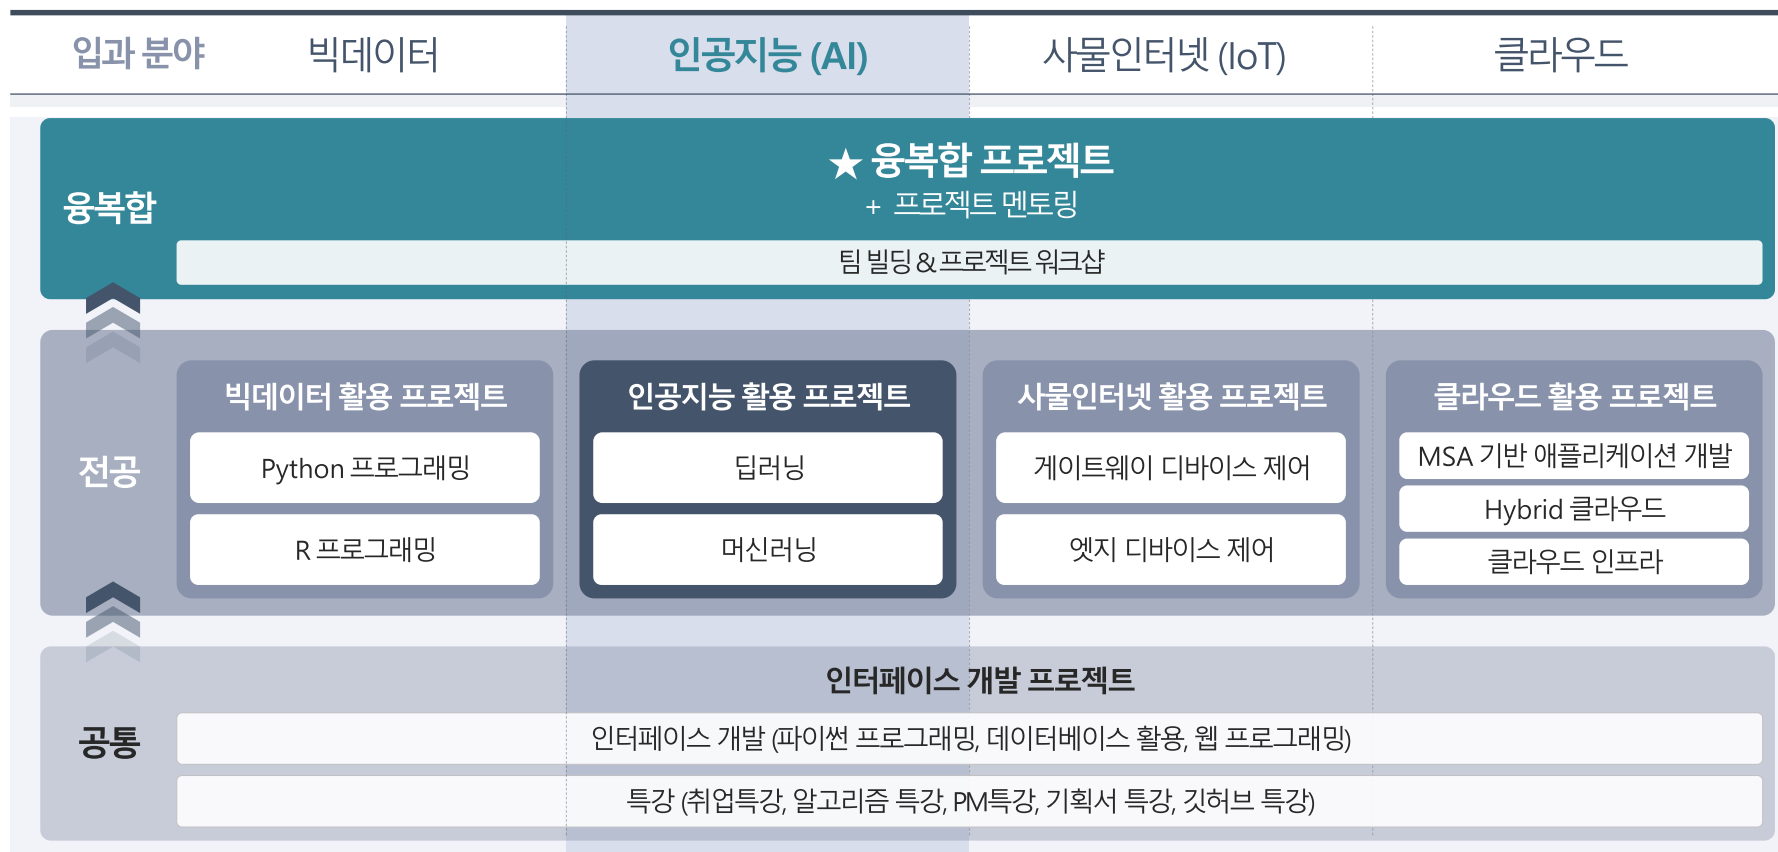 입과 분야
빅데이터
인공지능 (AI)
사물인터넷 (IoT)
클라우드
융복합
★ 융복합 프로젝트
+ 프로젝트 멘토링
팀 빌딩 & 프로젝트 워크샵
전공
빅데이터 활용 프로젝트
Python 프로그래밍
R 프로그래밍
인공지능 활용 프로젝트
딥러닝
머신러닝
사물인터넷 활용 프로젝트
게이트웨이 디바이스 제어
엣지 디바이스 제어
클라우드 활용 프로젝트
MSA 기반 애플리케이션 개발
Hybrid 클라우드
클라우드 인프라
공통
인터페이스 개발 프로젝트
인터페이스 개발 (파이썬 프로그래밍, 데이터베이스 활용, 웹 프로그래밍)
특강 (취업특강, 알고리즘 특강, PM특강, 기획서 특강, 깃허브 특강)